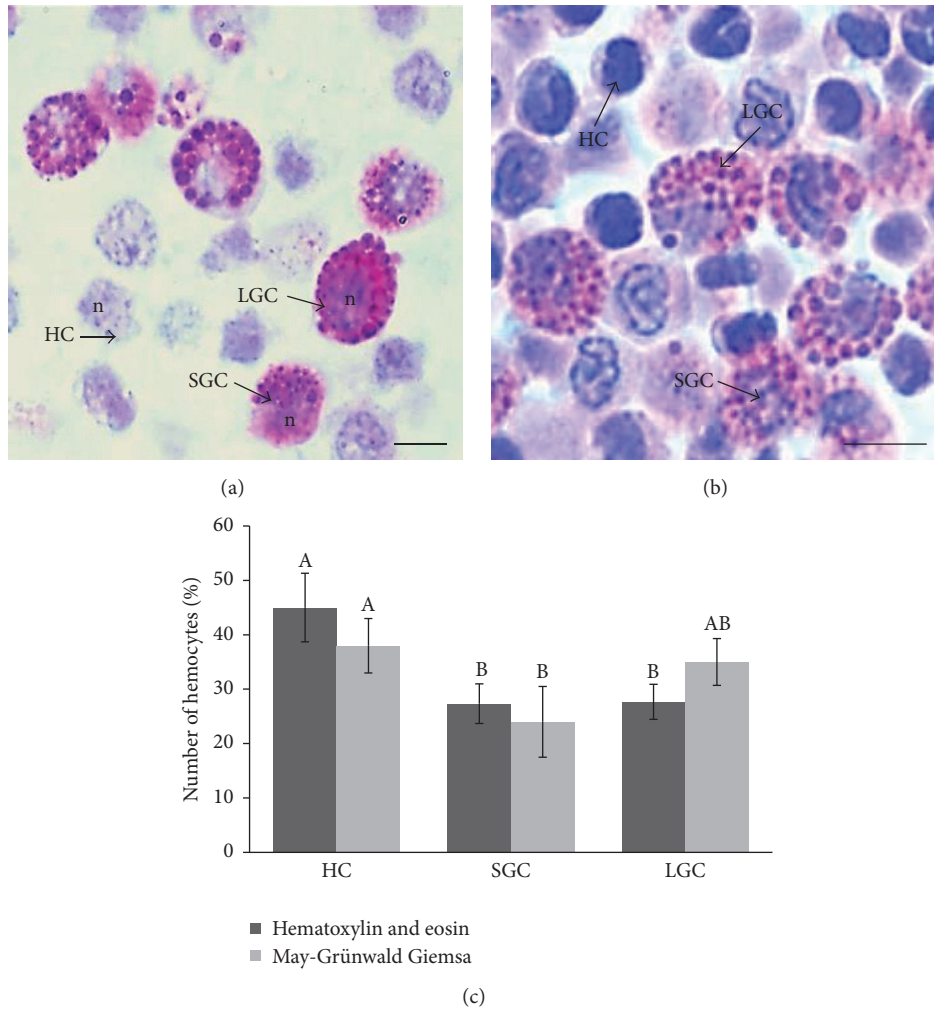 n
LGC
n
HC
SGC
n
(a)
LGC
HC
SGC
(b)
60
50
40
30
20
10
0
Number of hemocytes (%)
A
A
B
B
B
AB
HC SGC LGC
Hematoxylin and eosin
May-Grünwald Giemsa
(c)